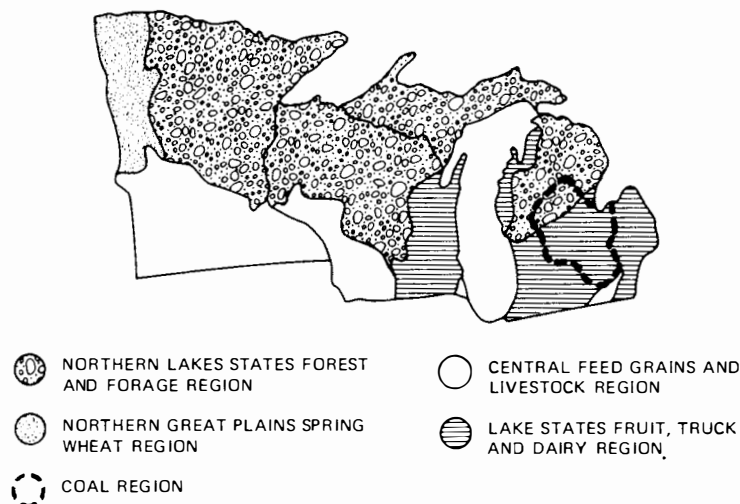 NORTHERN LAKES STATES FOREST
AND FORAGE REGION
NORTHERN GREAT PLAINS SPRING
WHEAT REGION
COAL REGION
CENTRAL FEED GRAINS AND
LIVESTOCK REGION
LAKE STATES FRUIT, TRUCK
AND DAIRY REGION.